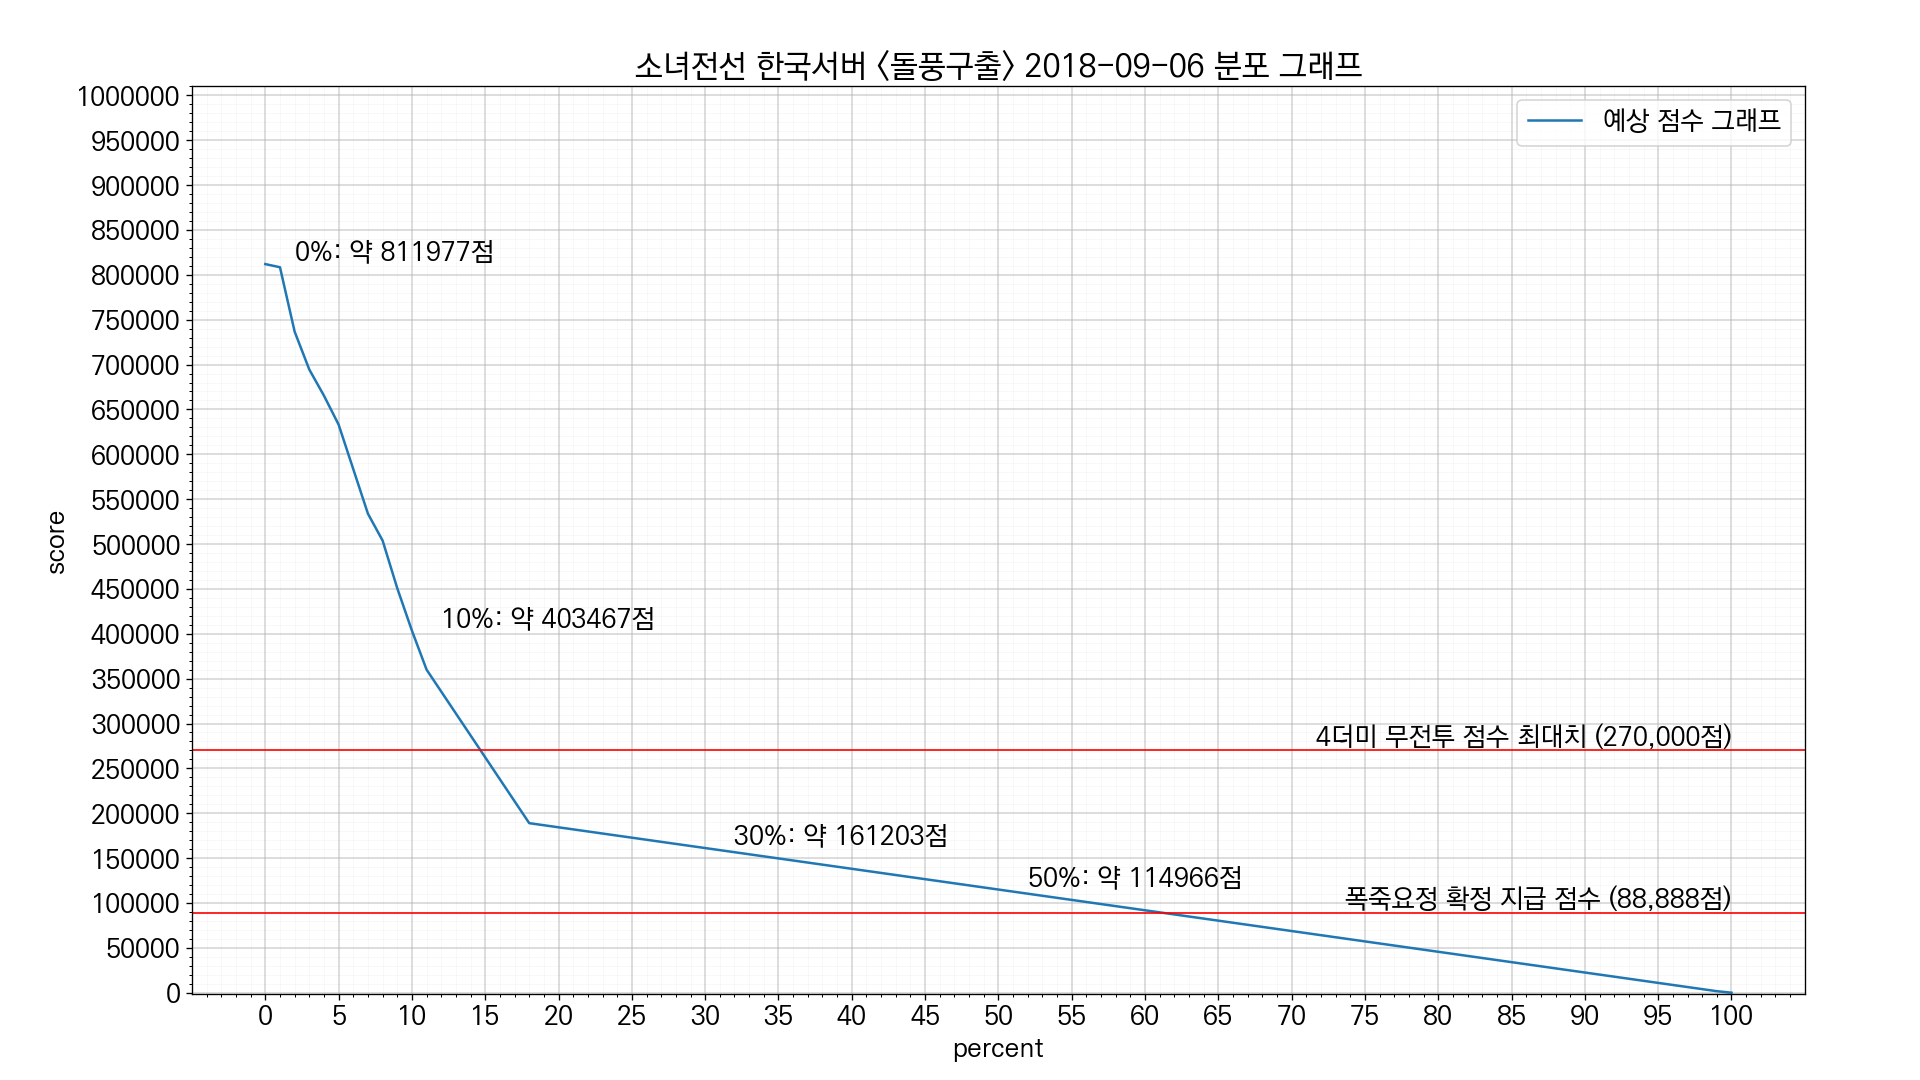 소녀전선 한국서버 <돌풍구출> 2018-09-06 분포 그래프
예상 점수 그래프
1000000
950000
900000
850000
800000
750000
700000
650000
600000
550000
500000
450000
400000
350000
300000
250000
200000
150000
100000
50000
0
score
0%: 약 811977점
10%: 약 403467점
4더미 무전투 점수 최대치 (270,000점)
30%: 약 161203점
50%: 약 114966점
폭죽요정 확정 지급 점수 (88,888점)
0 5 10 15 20 25 30 35 40 45 50 55 60 65 70 75 80 85 90 95 100
percent